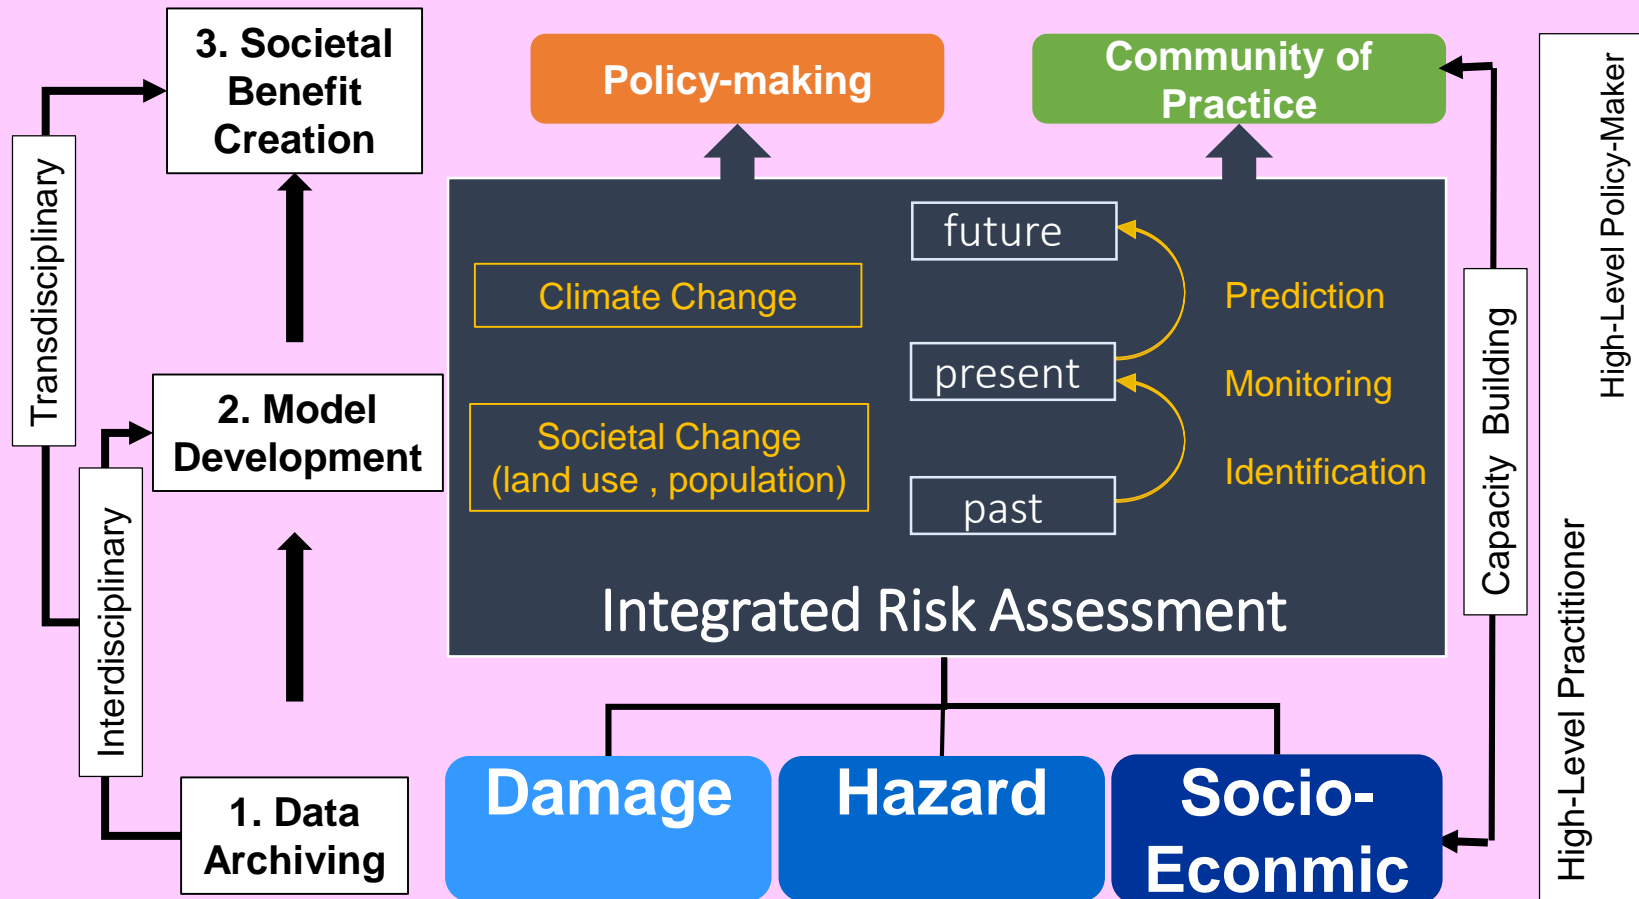 3. Societal
Benefit
Creation
Policy-making
Community of
Practice
Transdisciplinary
2. Model
Development
Interdisciplinary
1. Data
Archiving
Climate Change
Societal Change
(land use , population)
future
present
past
Prediction
Monitoring
Identification
Integrated Risk Assessment
Damage
Hazard
Socio-
Econmic
Capacity Building
High-Level Policy-Maker
High-Level Practitioner